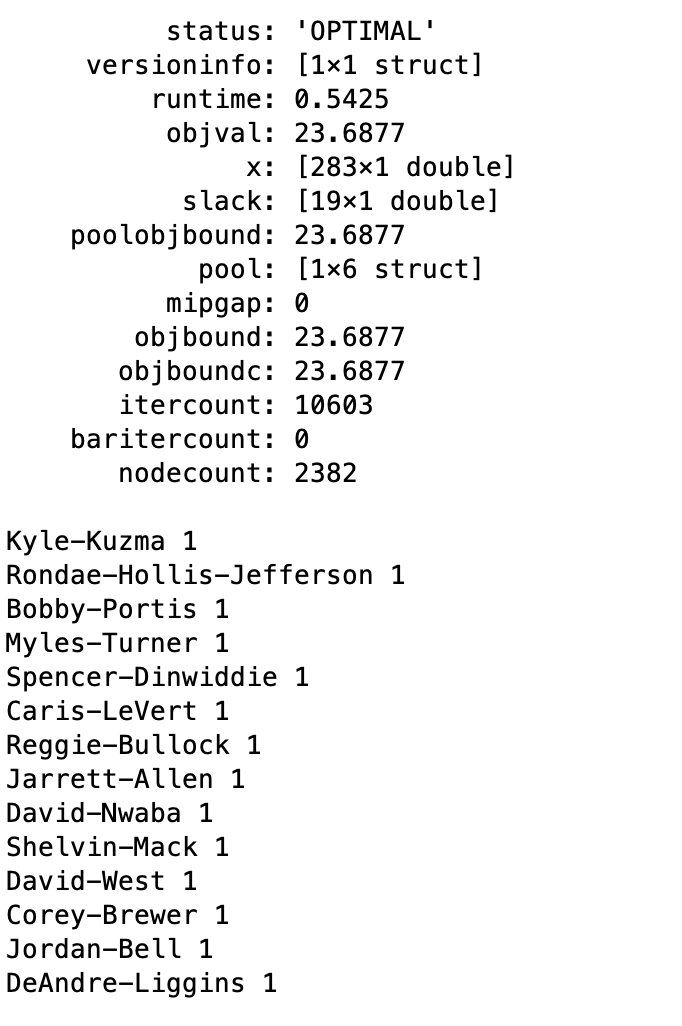 status: 'OPTIMAL'
versioninfo: [1×1 struct]
runtime: 0.5425
objval: 23.6877
x: [283×1 double]
slack: [19×1 double]
poolobjbound: 23.6877
pool: [1×6 struct]
mipgap: 0
objbound: 23.6877
objboundc: 23.6877
itercount: 10603
baritercount: 0
nodecount: 2382
Kyle-Kuzma 1
Rondae-Hollis-Jefferson 1
Bobby-Portis 1
Myles-Turner 1
Spencer-Dinwiddie 1
Caris-LeVert 1
Reggie-Bullock 1
Jarrett-Allen 1
David-Nwaba 1
Shelvin-Mack 1
David-West 1
Corey-Brewer 1
Jordan-Bell 1
DeAndre-Liggins 1